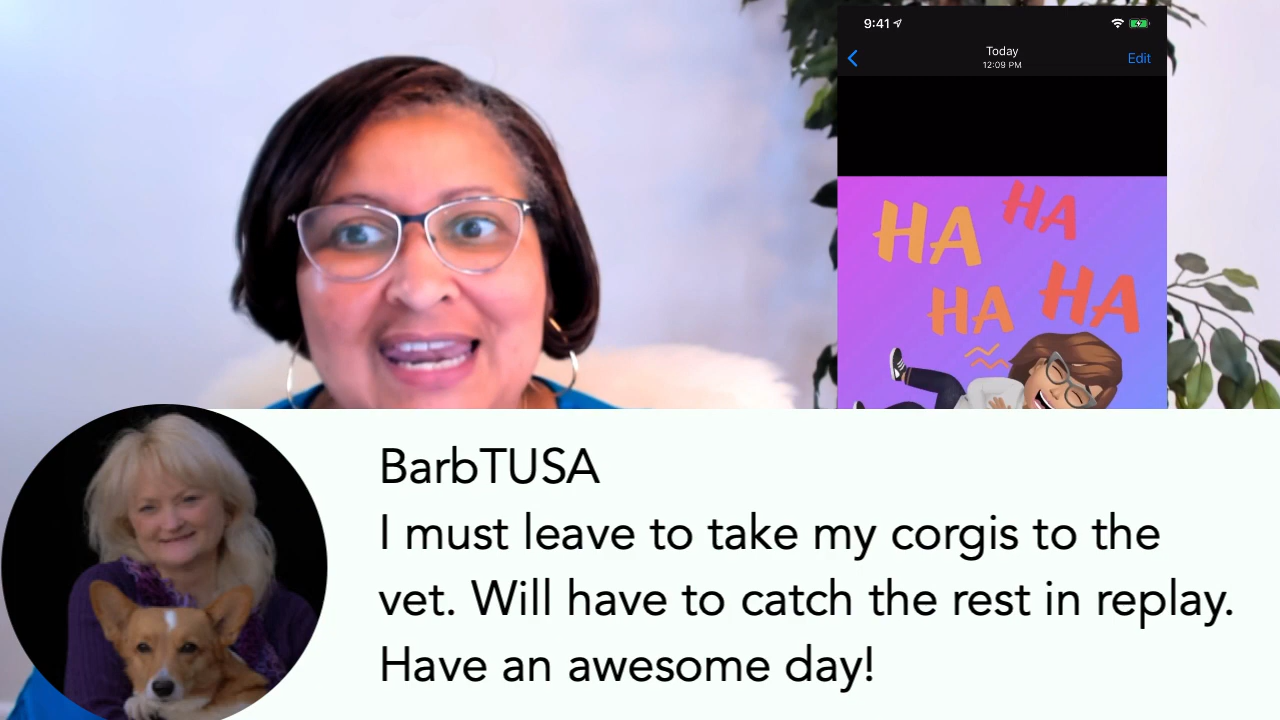 9:41
Today
12:09 PM
Edit
HA
HA
HA
HA
BarbTUSA
I must leave to take my corgis to the
vet. Will have to catch the rest in replay.
Have an awesome day!